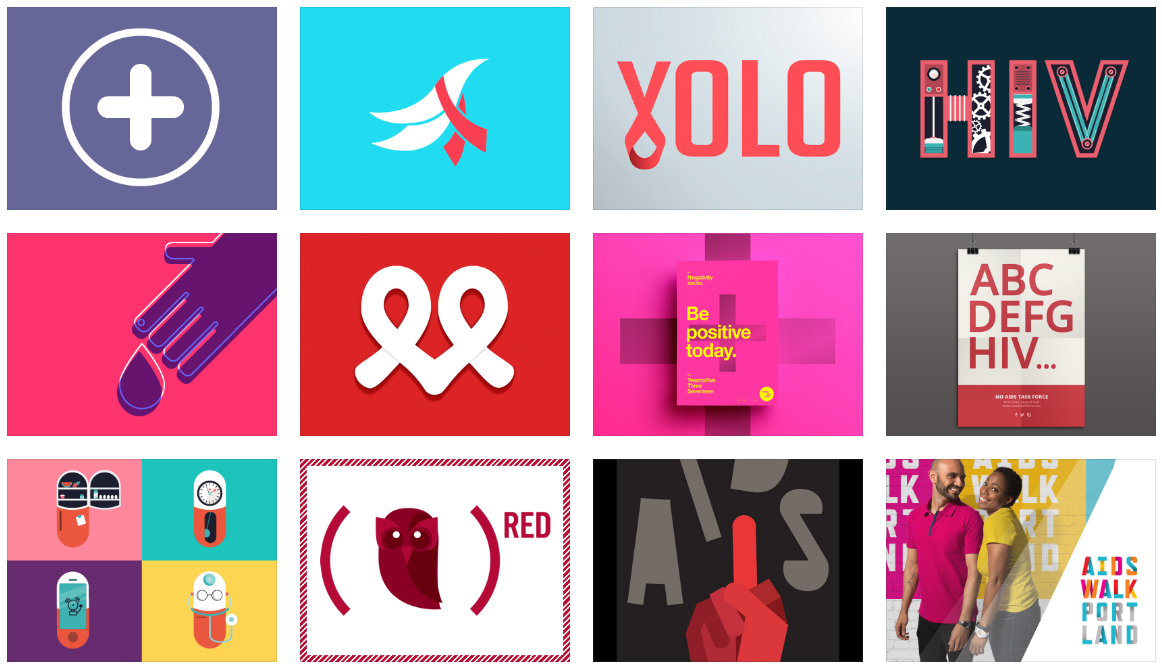 YOLO
HIV
Negativity
sucks.
Be
positive
today.
TwentyFive
Three
Seventeen
ABC
DEFG
HIV...
NO AIDS TASK FORCE
RED
AIDS
AIDS
WALK
PORT
LAND